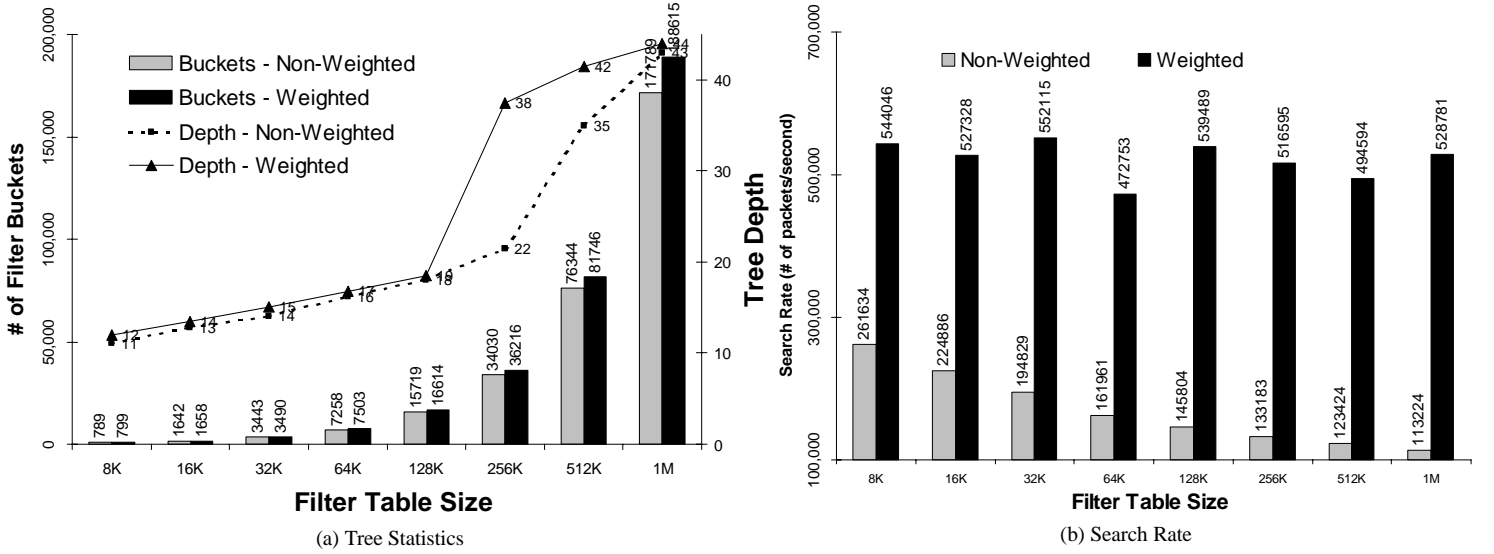 200,000
150,000
100,000
50,000
0
# of Filter Buckets
Buckets - Non-Weighted
Buckets - Weighted
Depth - Non-Weighted
Depth - Weighted
789
799
1642
1658
3443
3490
7258
7503
15719
16614
34030
36216
76344
81746
171789
188615
12
11
14
13
15
14
17
16
19
18
38
22
42
35
44
43
40
30
20
10
0
Tree Depth
8K
16K
32K
64K
128K
256K
512K
1M
Filter Table Size
(a) Tree Statistics
700,000
500,000
300,000
100,000
Search Rate (# of packets/second)
Non-Weighted
Weighted
261634
544046
224886
527328
194829
552115
161961
472753
145804
539489
133183
516595
123424
494594
113224
528781
8K
16K
32K
64K
128K
256K
512K
1M
Filter Table Size
(b) Search Rate